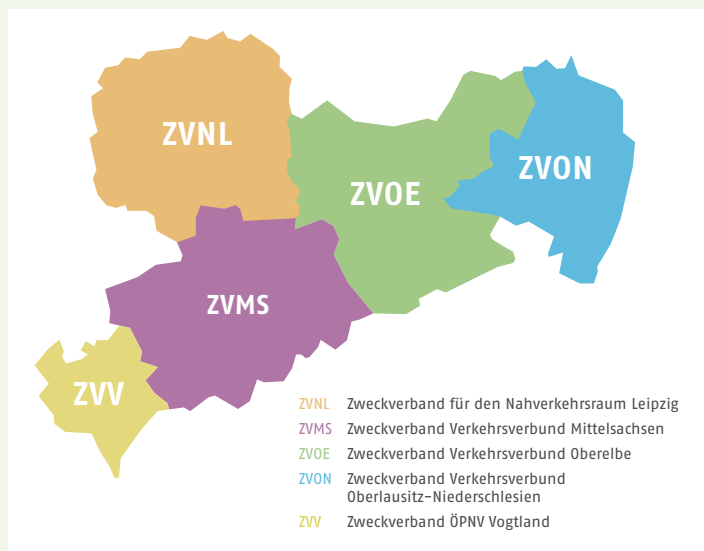 ZVNL
ZVON
ZVOE
ZVMS
ZVV
ZVNL Zweckverband für den Nahverkehrsraum Leipzig
ZVMS Zweckverband Verkehrsverbund Mittelsachsen
ZVOE Zweckverband Verkehrsverbund Oberelbe
ZVON Zweckverband Verkehrsverbund
Oberlausitz-Niederschlesien
ZVV Zweckverband ÖPNV Vogtland